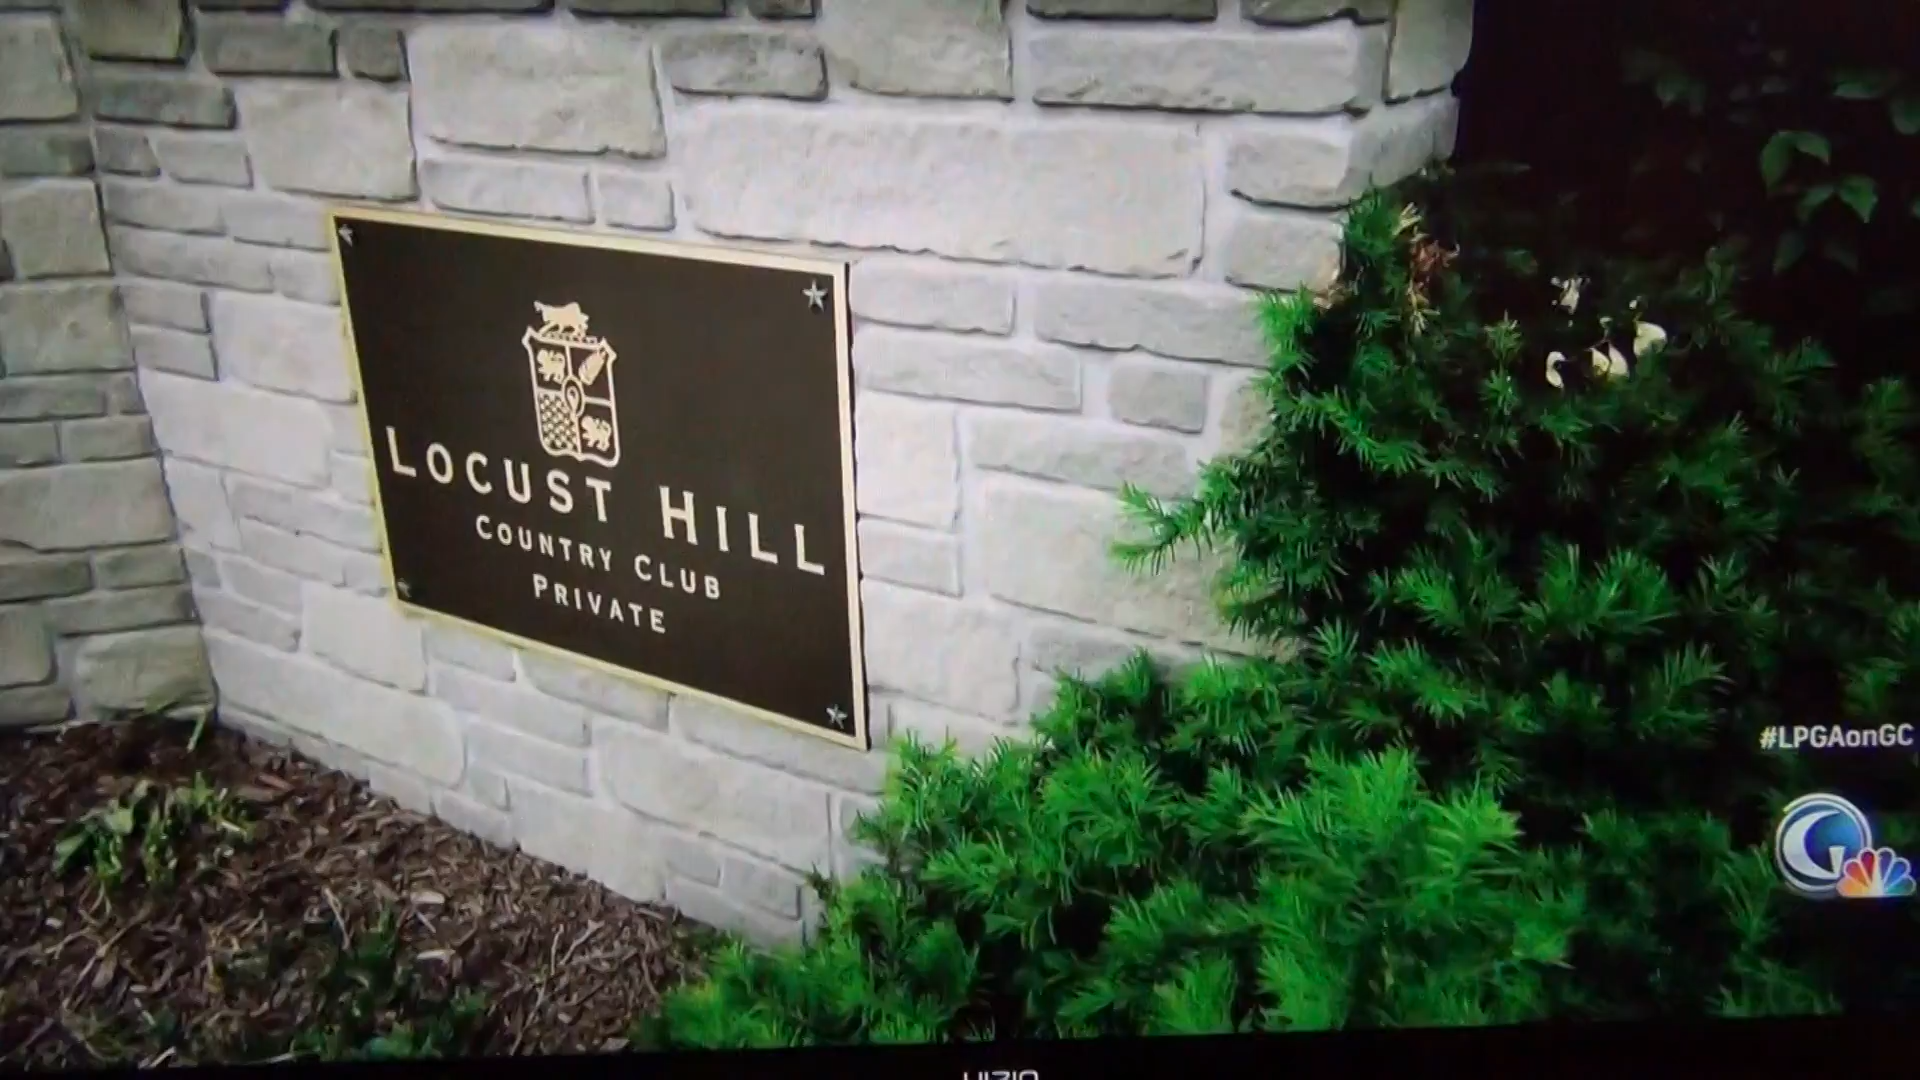 LOCUST HILL
COUNTRY CLUB
PRIVATE
#LPGAonGC
VIZIO